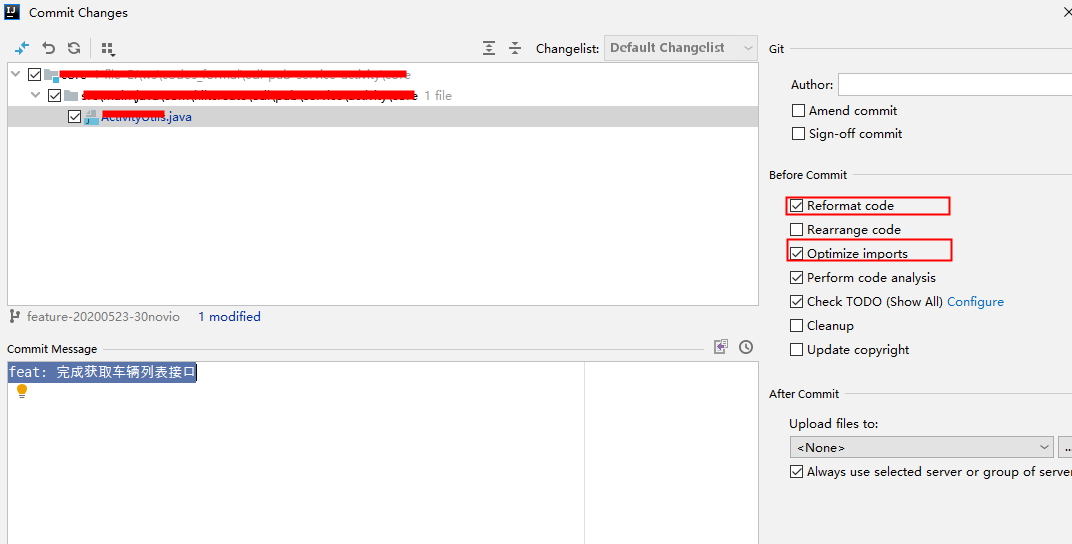 Commit Changes
Changelist: Default Changelist
1 file
.java
feature-20200523-30novio 1 modified
Commit Message
feat: 完成获取车辆列表接口
Git
Author:
Amend commit
Sign-off commit
Before Commit
Reformat code
Rearrange code
Optimize imports
Perform code analysis
Check TODO (Show All) Configure
Cleanup
Update copyright
After Commit
Upload files to:
<None>
...
Always use selected server or group of server